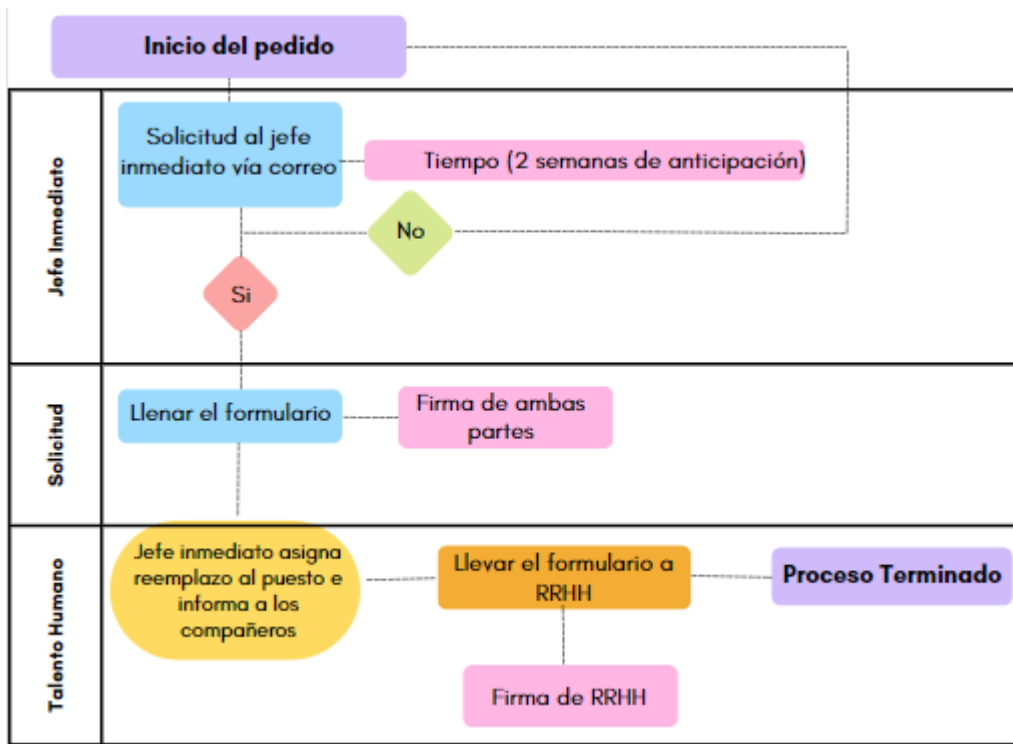 Inicio del pedido
Jefe Inmediato
Solicitud al jefe
inmediato vía correo
Tiempo (2 semanas de anticipación)
No
Si
Solicitud
Llenar el formulario
Firma de ambas
partes
Talento Humano
Jefe inmediato asigna
reemplazo al puesto e
informa a los
compañeros
Llevar el formulario a
RRHH
Proceso Terminado
Firma de RRHH